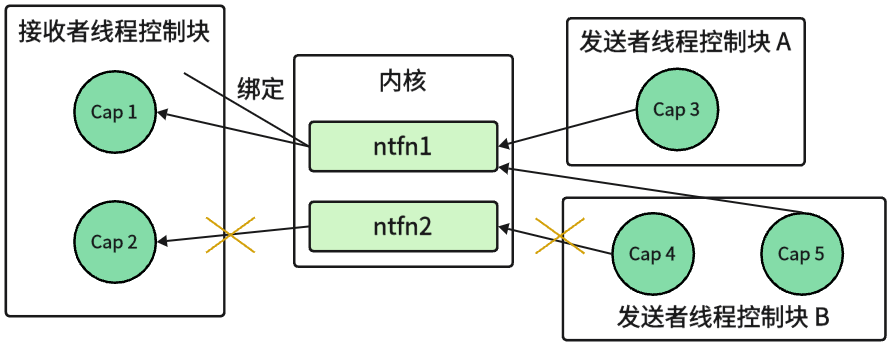 接收者线程控制块
Cap 1
Cap 2
绑定
内核
ntfn1
ntfn2
发送者线程控制块 A
Cap 3
Cap 4
Cap 5
发送者线程控制块 B